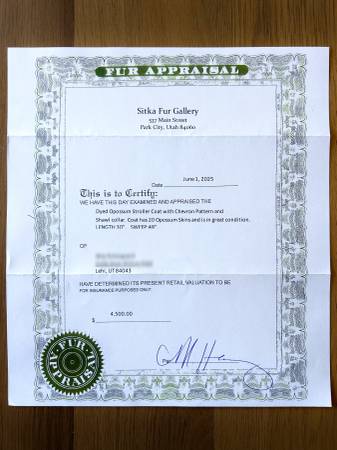 FUR APPRAISAL
Sitka Fur Gallery
537 Main Street
Park City, Utah 84060
Date June 1, 2025
This is to Certify:
WE HAVE THIS DAY EXAMINED AND APPRAISED THE
Dyed Opossum Stroller Coat with Chevron Pattern and
Shawl collar. Coat has 20 Opossum Skins and is in great condition.
LENGTH 30" SWEEP 48"
OF
Lehi, UT 84043
HAVE DETERMINED ITS PRESENT RETAIL VALUATION TO BE
FOR INSURANCE PURPOSES ONLY
$ 4,500.00
FUR APPRAISAL